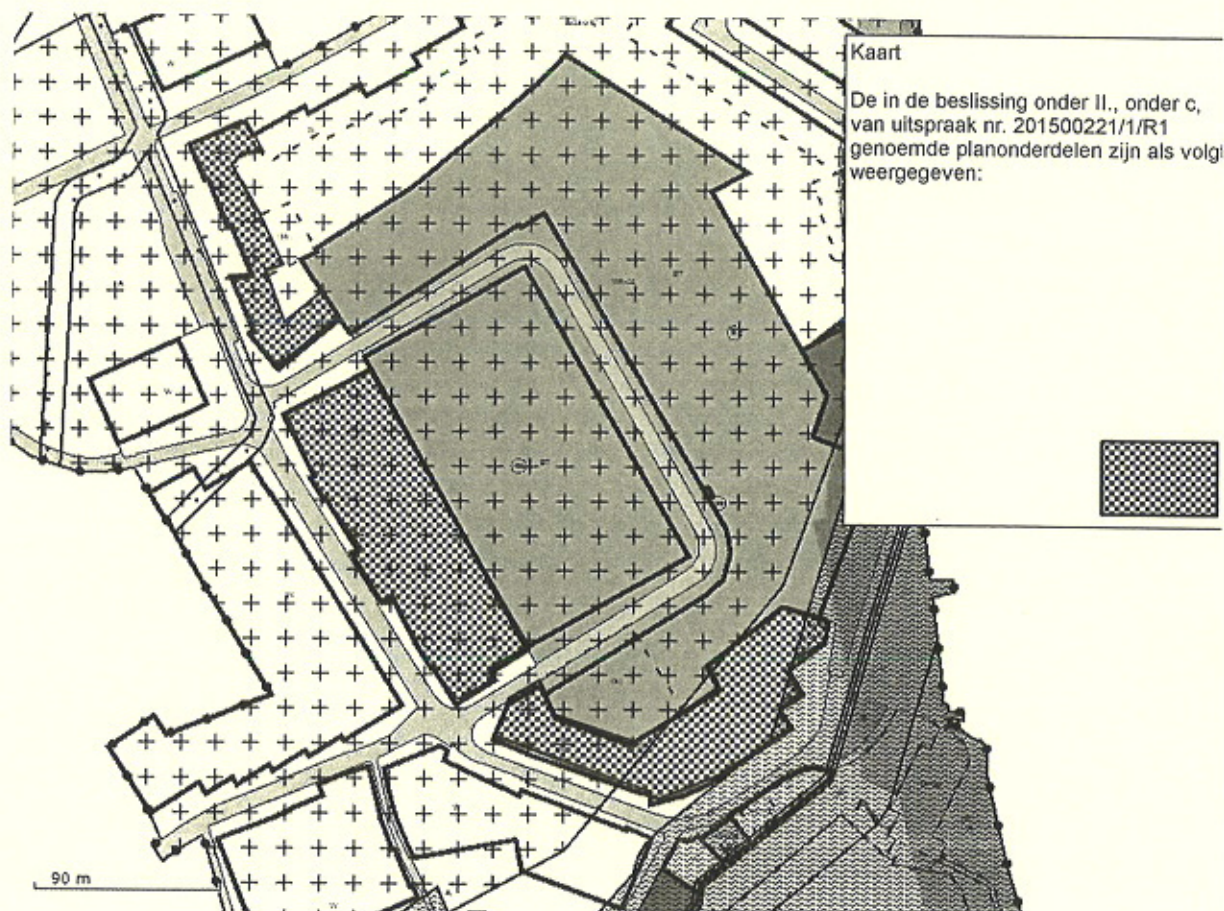 Kaart
De in de beslissing onder II., onder c,
van uitspraak nr. 201500221/1/R1
genoemde planonderdelen zijn als volgt
weergegeven:
90 m